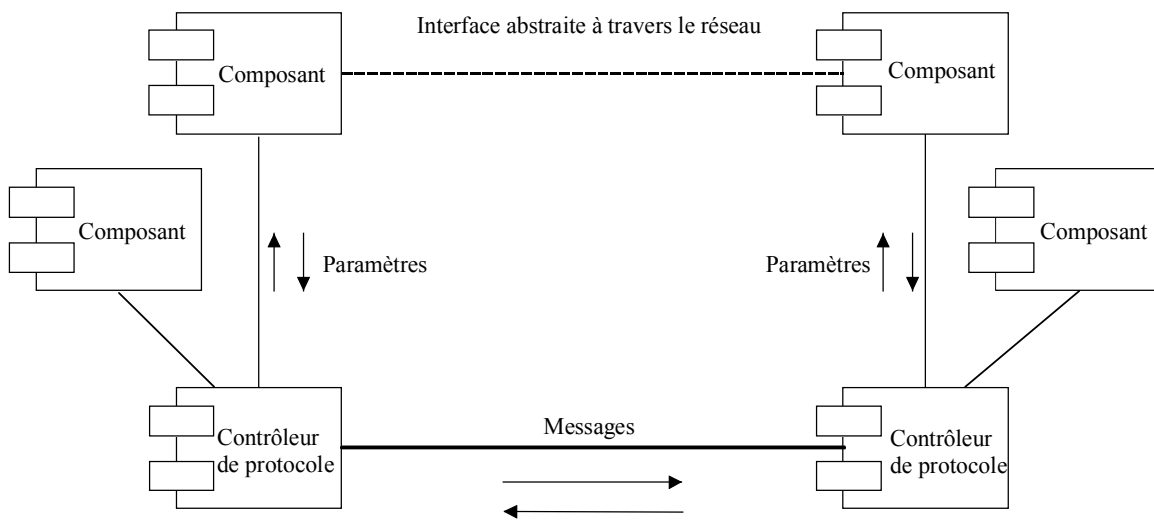 Interface abstraite à travers le réseau
Composant
Composant
Composant
Composant
Paramètres
Paramètres
Messages
Contrôleur
de protocole
Contrôleur
de protocole